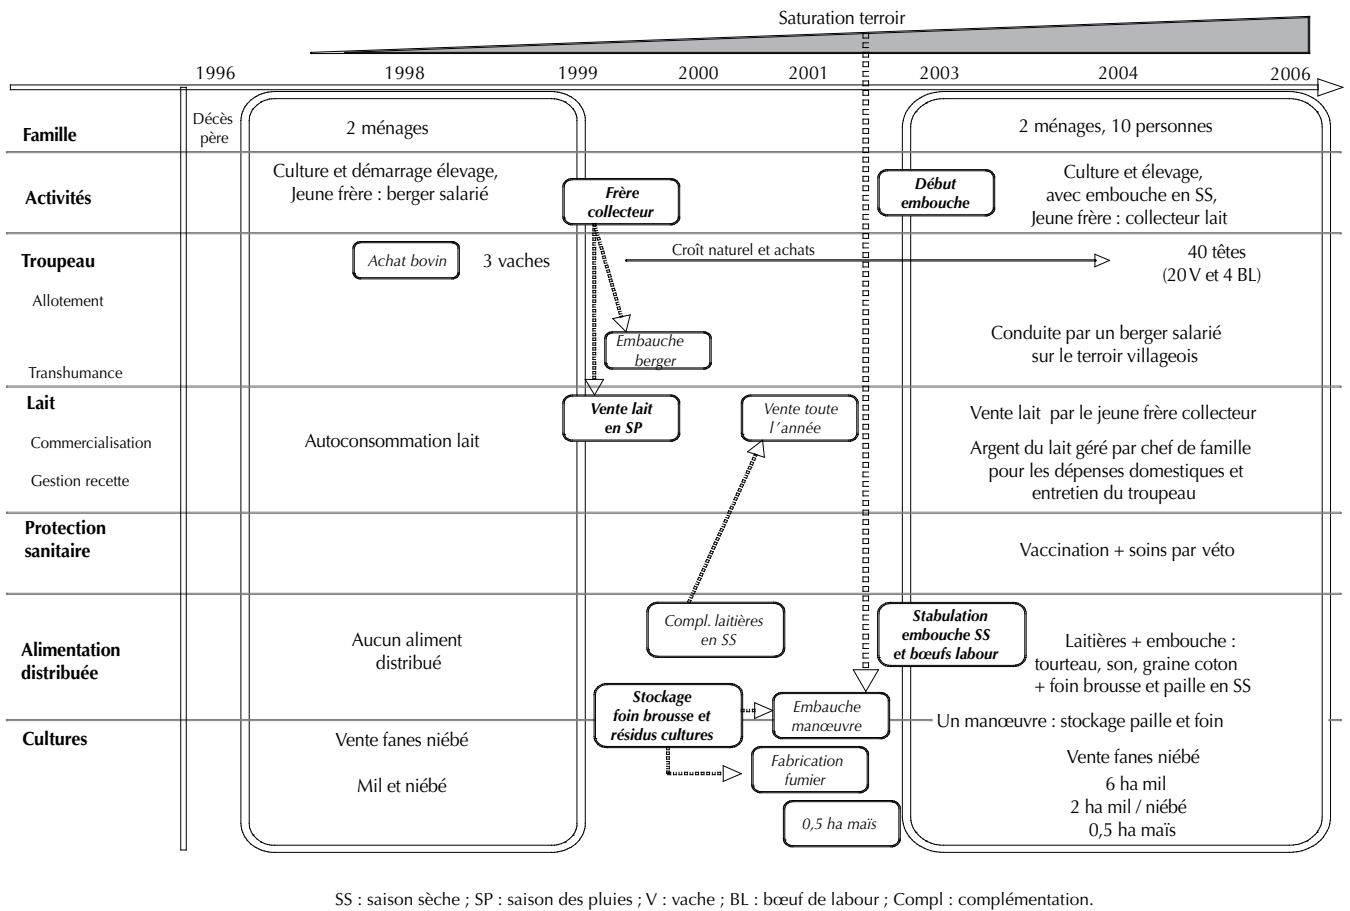 Saturation terroir
1996
1998
1999
2000
2001
2003
2004
2006
Famille
Décès
père
2 ménages
2 ménages, 10 personnes
Activités
Culture et démarrage élevage,
Jeune frère : berger salarié
Frère
collecteur
Début
embouche
Culture et élevage,
avec embouche en SS,
Jeune frère : collecteur lait
Troupeau
Allotement
Transhumance
Achat bovin
3 vaches
Croît naturel et achats
40 têtes
(20 V et 4 BL)
Embauche
berger
Conduite par un berger salarié
sur le terroir villageois
Lait
Commercialisation
Gestion recette
Autoconsommation lait
Vente lait
en SP
Vente toute
l'année
Vente lait par le jeune frère collecteur
Argent du lait géré par chef de famille
pour les dépenses domestiques et
entretien du troupeau
Protection
sanitaire
Vaccination + soins par véto
Alimentation
distribuée
Aucun aliment
distribué
Compl. laitières
en SS
Stabulation
embouche SS
et bœufs labour
Laitières + embouche :
tourteau, son, graine coton
+ foin brousse et paille en SS
Stockage
foin brousse et
résidus cultures
Embauche
manœuvre
Un manœuvre : stockage paille et foin
Cultures
Vente fanes niébé
Mil et niébé
Fabrication
fumier
0,5 ha maïs
Vente fanes niébé
6 ha mil
2 ha mil / niébé
0,5 ha maïs
SS : saison sèche ; SP : saison des pluies ; V : vache ; BL : bœuf de labour ; Compl : complémentation.